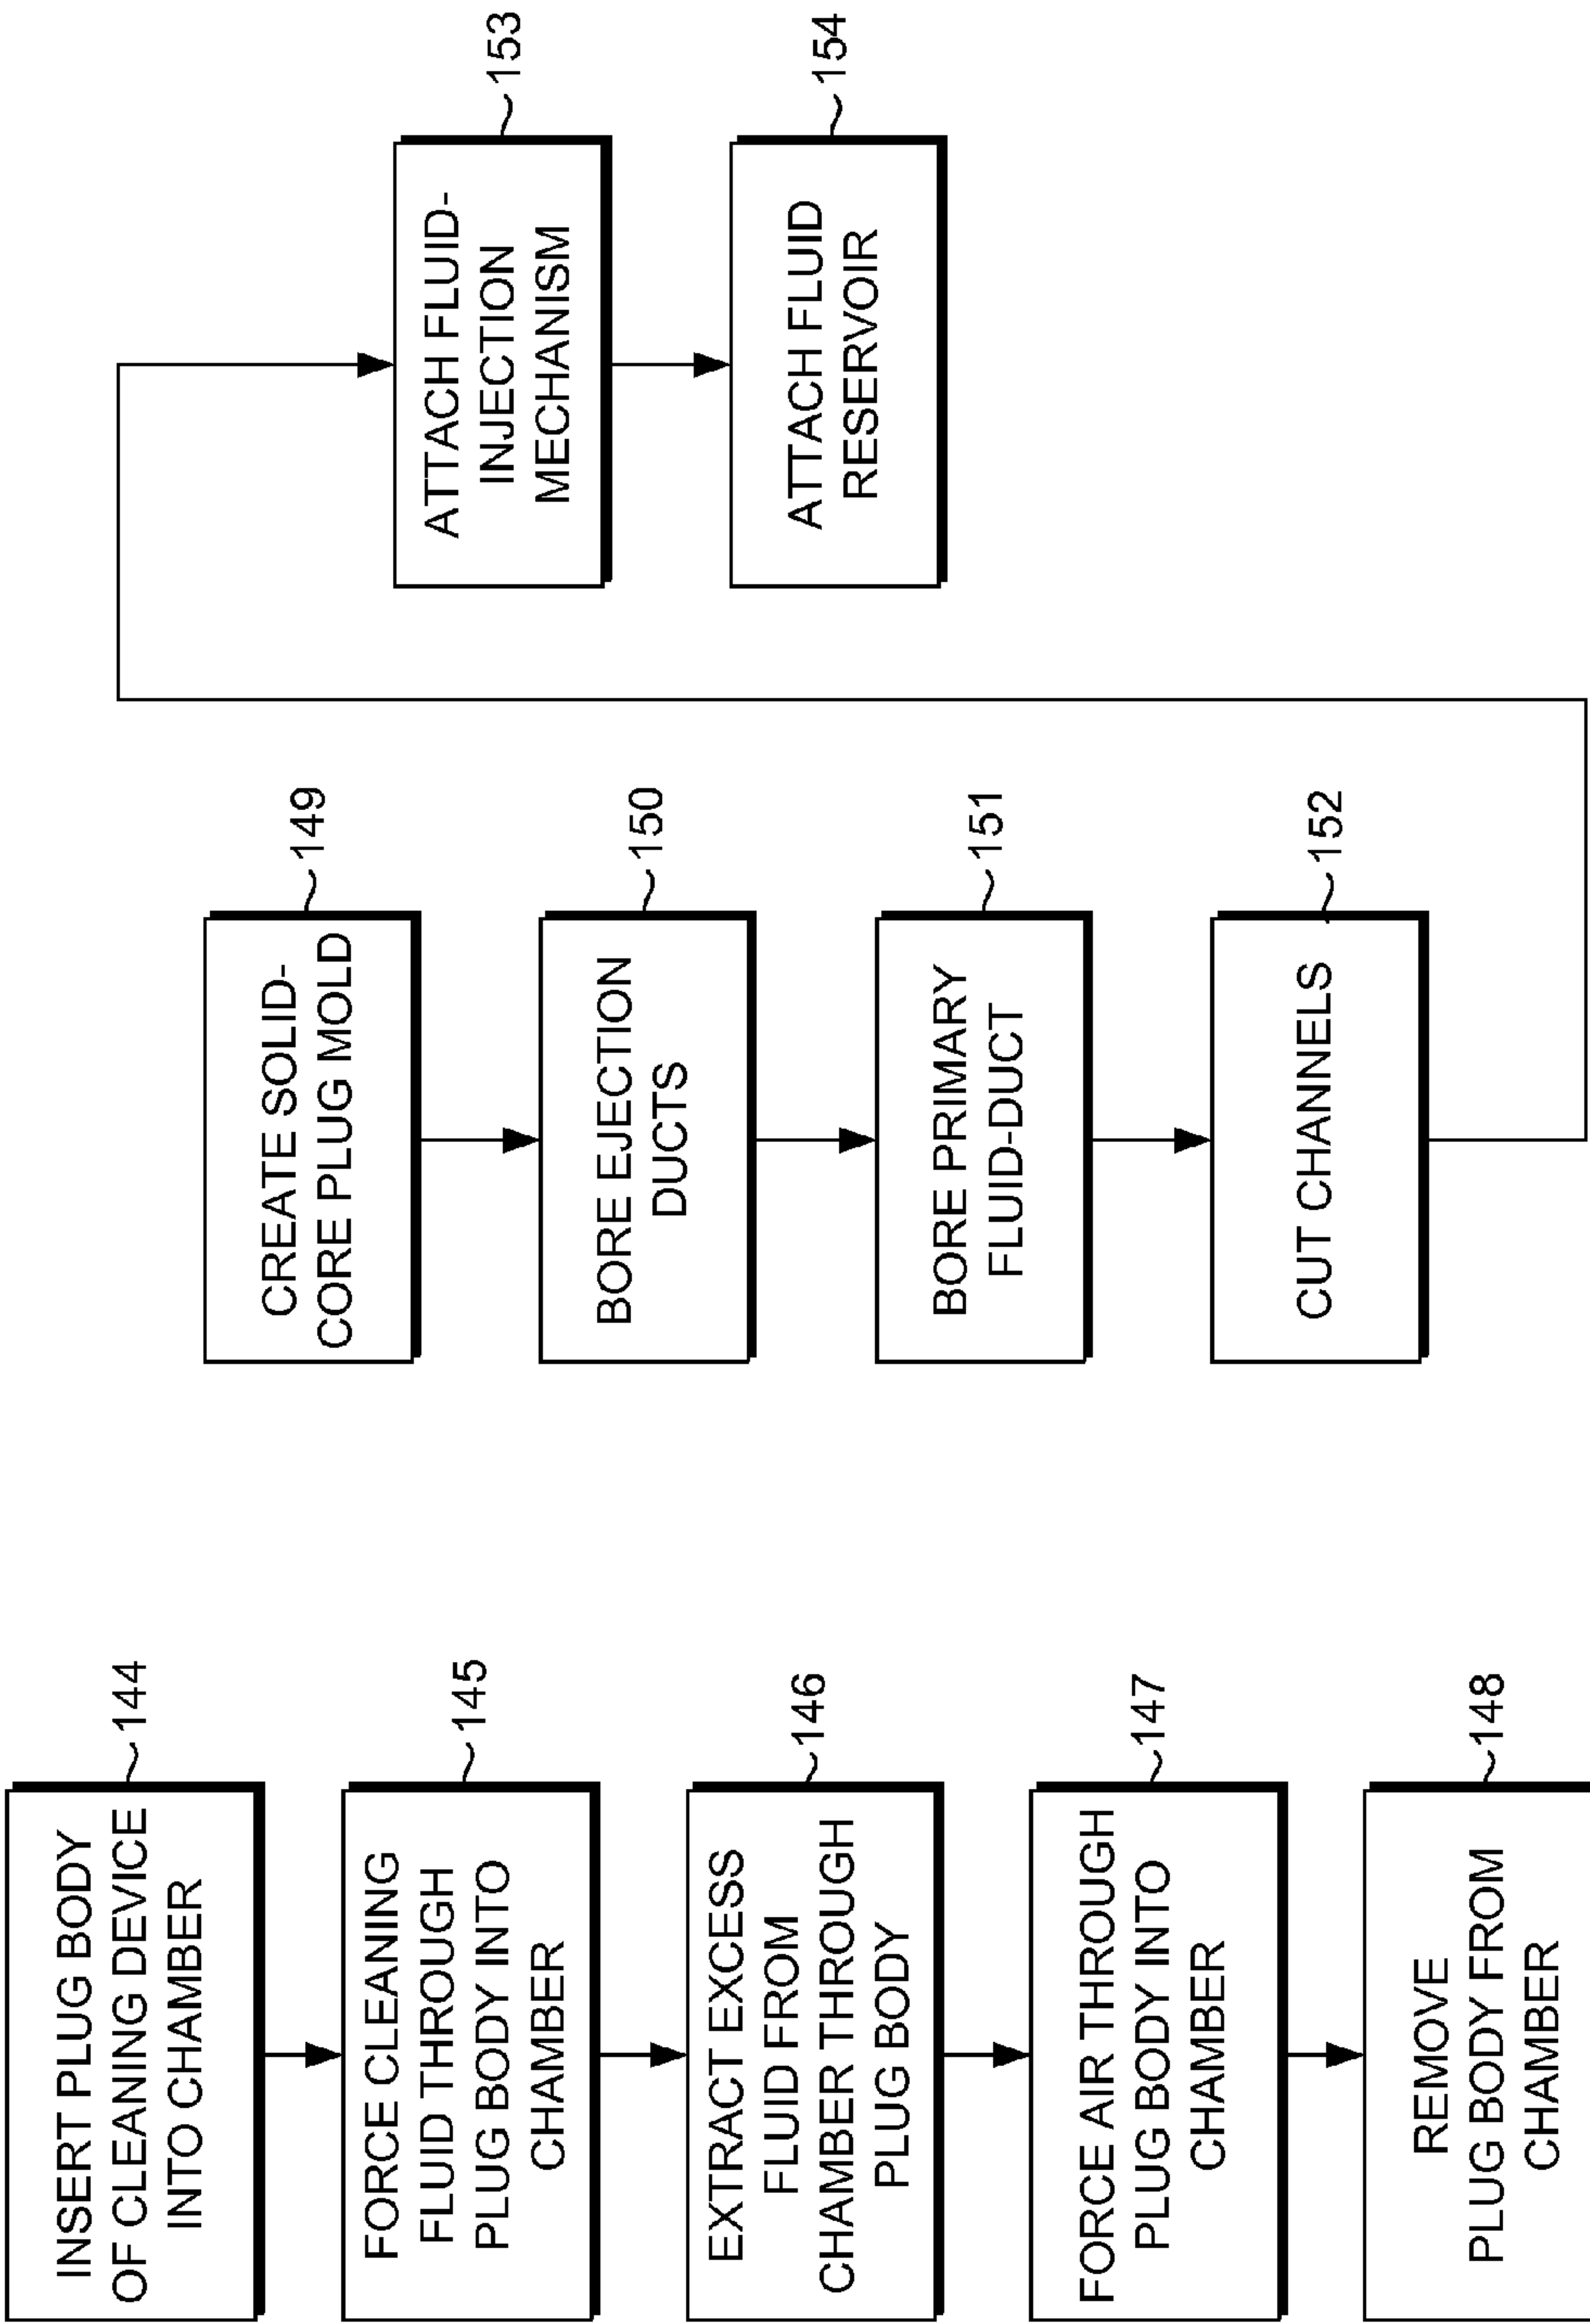 INSERT PLUG BODY
OF CLEANING DEVICE
INTO CHAMBER
144
FORCE CLEANING
FLUID THROUGH
PLUG BODY INTO
CHAMBER
145
EXTRACT EXCESS
FLUID FROM
CHAMBER THROUGH
PLUG BODY
146
FORCE AIR THROUGH
PLUG BODY INTO
CHAMBER
147
REMOVE
PLUG BODY FROM
CHAMBER
148
CREATE SOLID-
CORE PLUG MOLD
149
BORE EJECTION
DUCTS
150
BORE PRIMARY
FLUID-DUCT
151
CUT CHANNELS
152
ATTACH FLUID-
INJECTION
MECHANISM
153
ATTACH FLUID
RESERVOIR
154